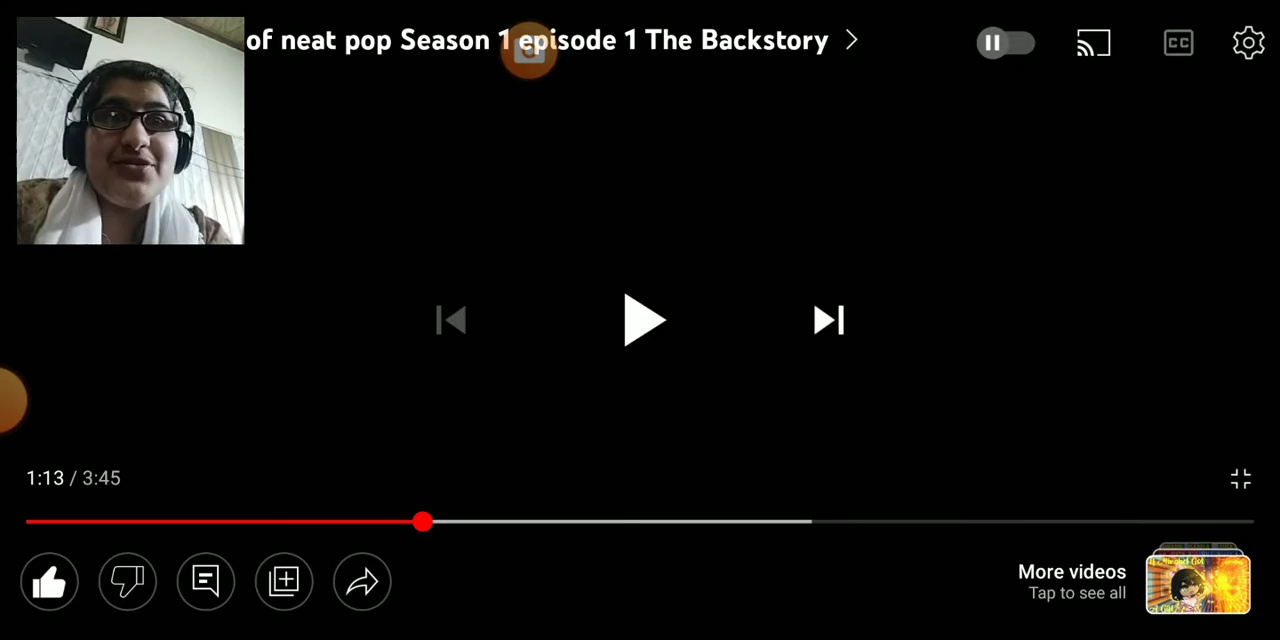 of neat pop Season 1 episode 1 The Backstory
CC
1:13 / 3:45
More videos
Tap to see all